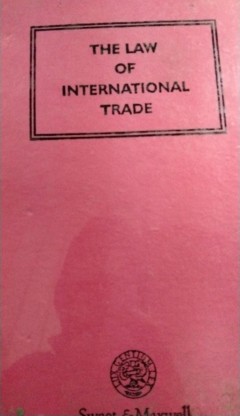 THE LAW
OF
INTERNATIONAL
TRADE
Sweet & Maxwell